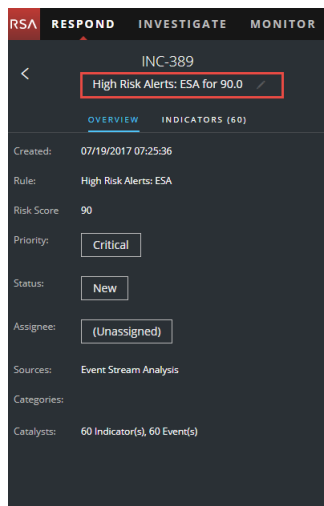 RSA RESPOND INVESTIGATE MONITOR
INC-389
High Risk Alerts: ESA for 90.0
OVERVIEW INDICATORS (60)
Created: 07/19/2017 07:25:36
Rule: High Risk Alerts: ESA
Risk Score 90
Priority: Critical
Status: New
Assignee: (Unassigned)
Sources: Event Stream Analysis
Categories:
Catalysts: 60 Indicator(s), 60 Event(s)